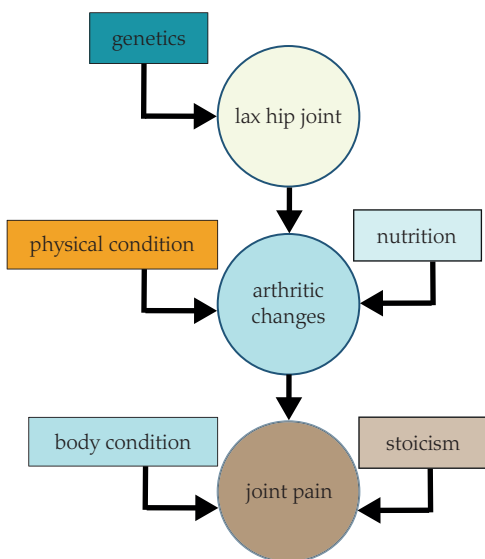 genetics
lax hip joint
physical condition
nutrition
arthritic
changes
body condition
stoicism
joint pain